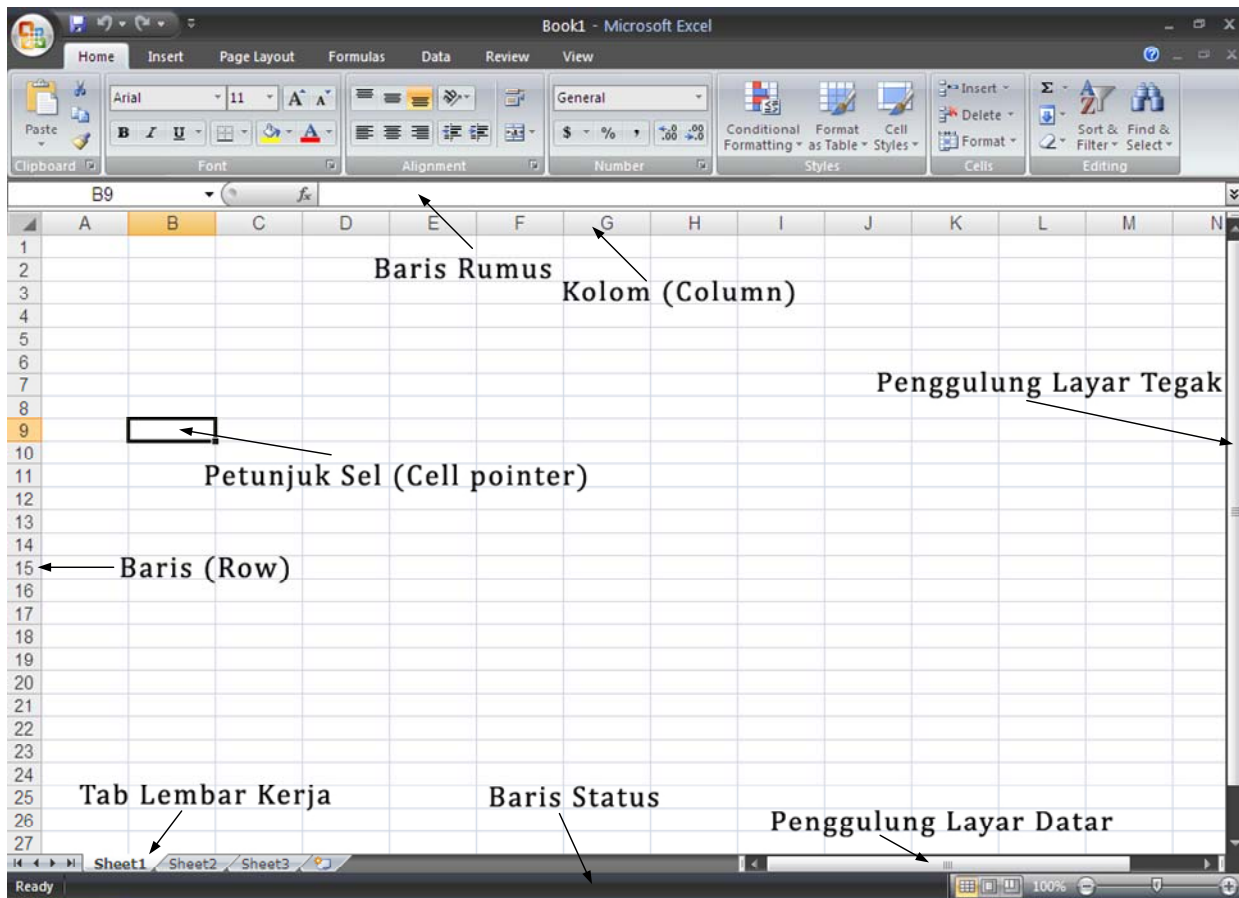 Book1 - Microsoft Excel
Home Insert Page Layout Formulas Data Review View
Arial 11 General
Paste B I U $ % , Conditional Formatting Format as Table Cell Styles Insert Delete Format Σ Sort & Filter Find & Select
Clipboard Font Alignment Number Styles Cells Editing
B9 fx
A B C D E F G H I J K L M N
1
2 Baris Rumus
3 Kolom (Column)
4
5
6
7 Penggulung Layar Tegak
8
9
10
11 Petunjuk Sel (Cell pointer)
12
13
14
15 Baris (Row)
16
17
18
19
20
21
22
23
24
25 Tab Lembar Kerja Baris Status
26 Penggulung Layar Datar
27
Sheet1 Sheet2 Sheet3
Ready 100%